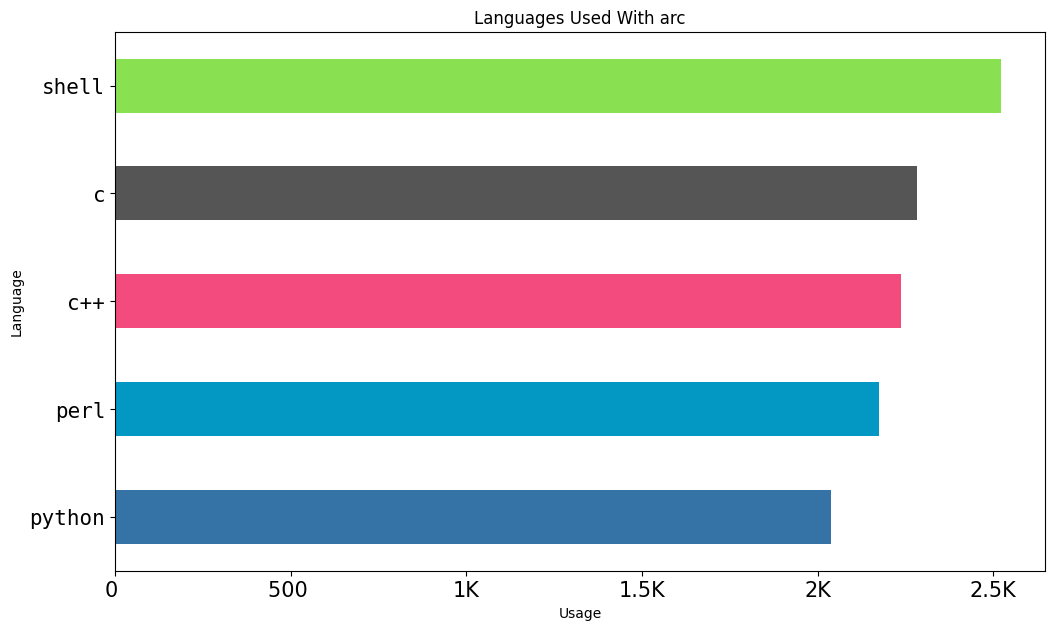 Languages Used With arc
shell
c
c++
perl
python
Language
0 500 1K 1.5K 2K 2.5K
Usage